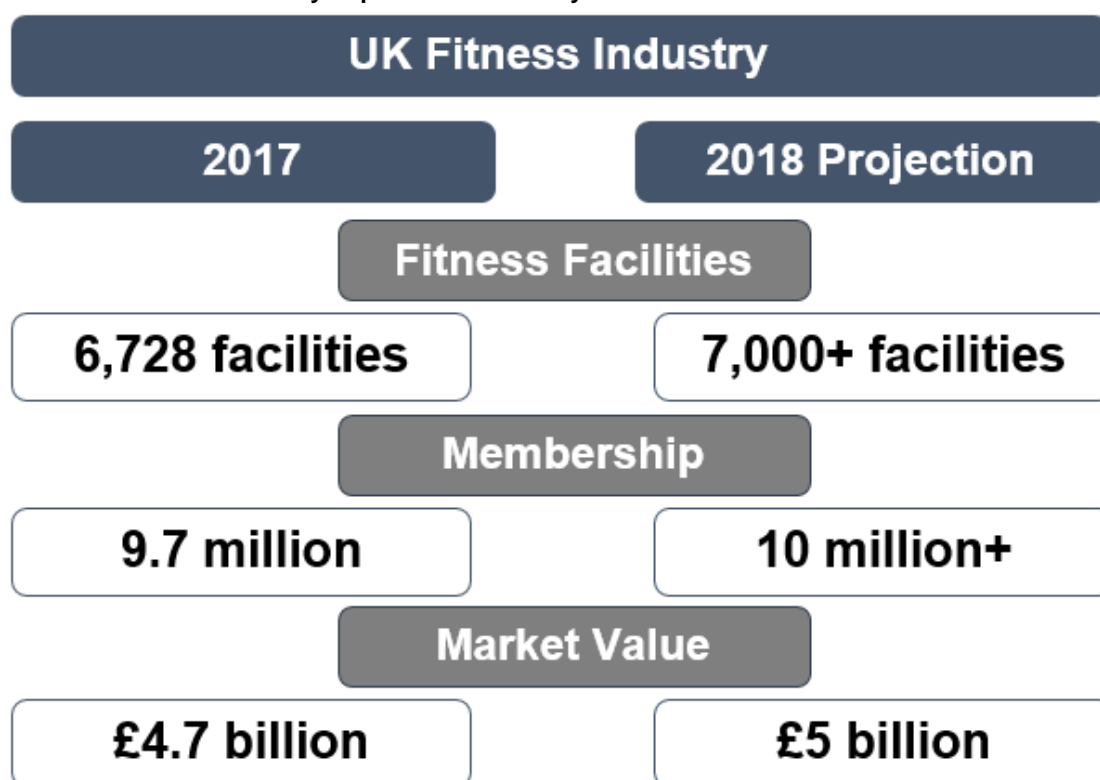 UK Fitness Industry
2017
2018 Projection
Fitness Facilities
6,728 facilities
7,000+ facilities
Membership
9.7 million
10 million+
Market Value
£4.7 billion
£5 billion